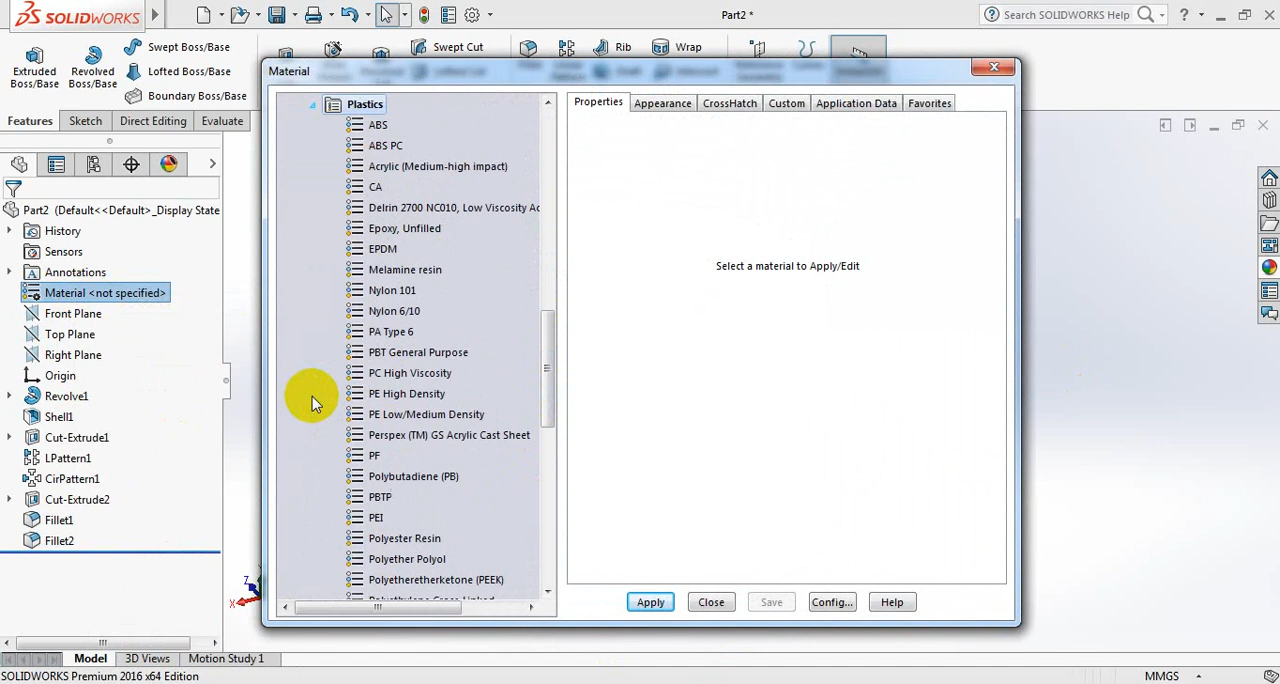 SOLIDWORKS
Part2 *
Search SOLIDWORKS Help
Extruded
Boss/Base
Revolved
Boss/Base
Swept Boss/Base
Lofted Boss/Base
Boundary Boss/Base
Swept Cut
Rib
Wrap
Features
Sketch
Direct Editing
Evaluate
Part2 (Default<<Default>_Display State
History
Sensors
Annotations
Material <not specified>
Front Plane
Top Plane
Right Plane
Origin
Revolve1
Shell1
Cut-Extrude1
LPattern1
CirPattern1
Cut-Extrude2
Fillet1
Fillet2
Material
Plastics
ABS
ABS PC
Acrylic (Medium-high impact)
CA
Delrin 2700 NC010, Low Viscosity Ac
Epoxy, Unfilled
EPDM
Melamine resin
Nylon 101
Nylon 6/10
PA Type 6
PBT General Purpose
PC High Viscosity
PE High Density
PE Low/Medium Density
Perspex (TM) GS Acrylic Cast Sheet
PF
Polybutadiene (PB)
PBTP
PEI
Polyester Resin
Polyether Polyol
Polyetheretherketone (PEEK)
Properties
Appearance
CrossHatch
Custom
Application Data
Favorites
Select a material to Apply/Edit
Apply
Close
Save
Config...
Help
Z
X
Model
3D Views
Motion Study 1
SOLIDWORKS Premium 2016 x64 Edition
MMGS